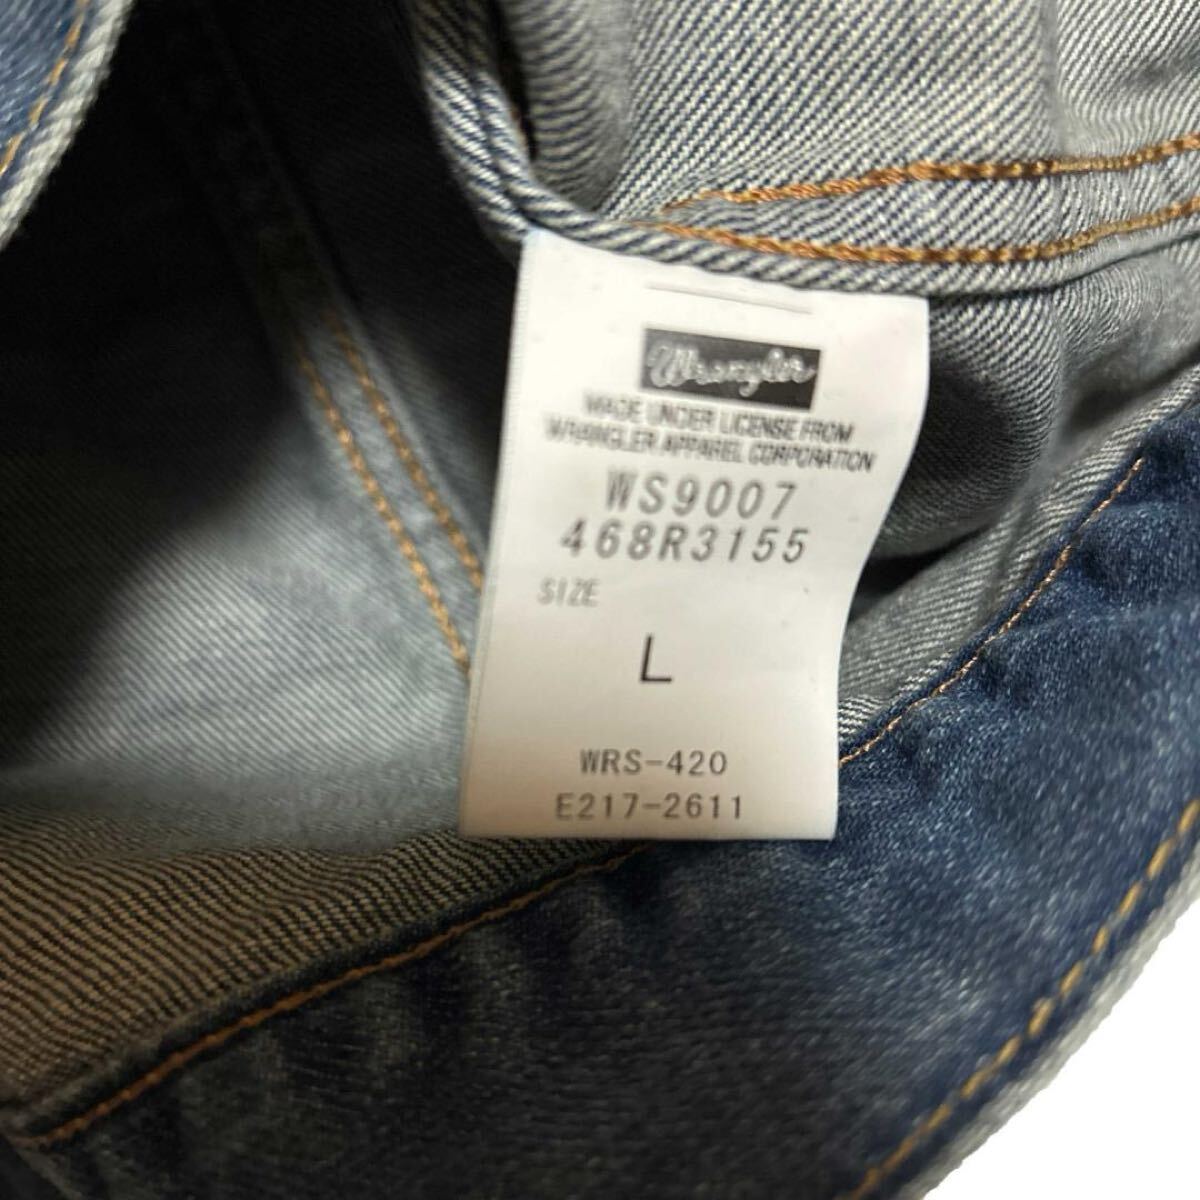 Wrangler
MADE UNDER LICENSE FROM
WRANGLER APPAREL CORPORATION
WS9007
468R3155
SIZE
L
WRS-420
E217-2611